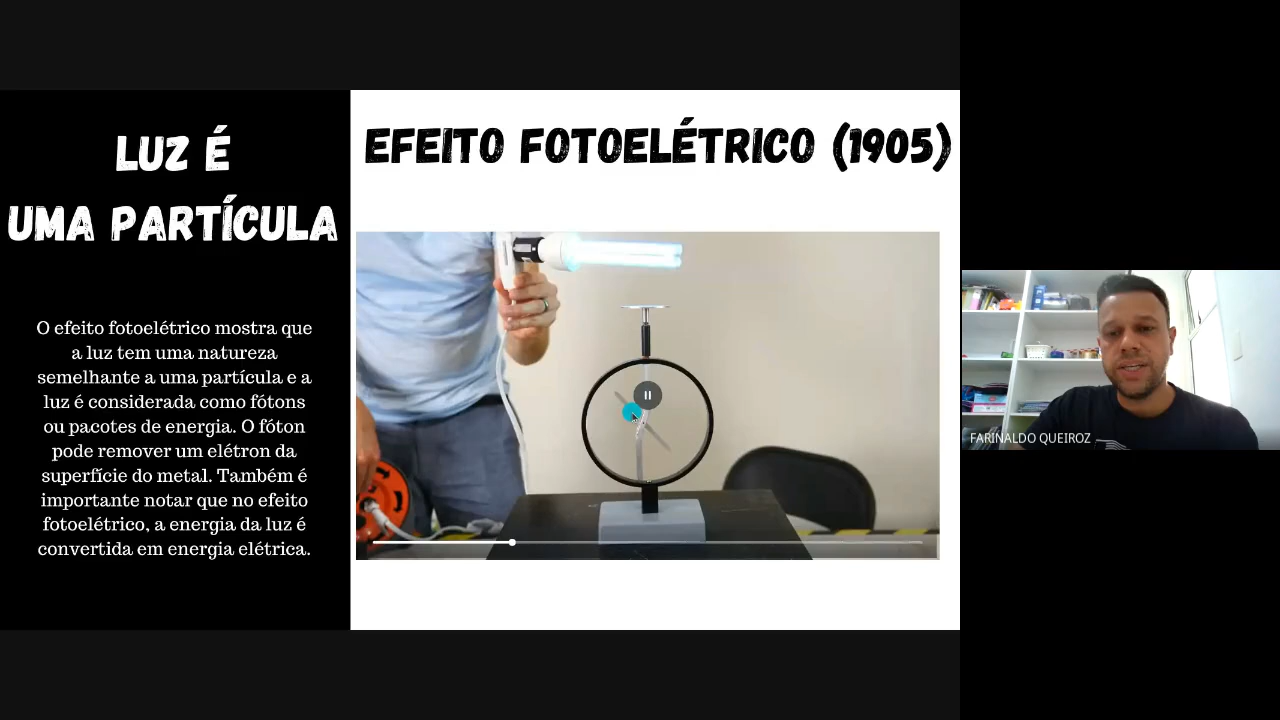 LUZ É
UMA PARTÍCULA
O efeito fotoelétrico mostra que
a luz tem uma natureza
semelhante a uma partícula e a
luz é considerada como fótons
ou pacotes de energia. O fóton
pode remover um elétron da
superfície do metal. Também é
importante notar que no efeito
fotoelétrico, a energia da luz é
convertida em energia elétrica.
EFEITO FOTOELÉTRICO (1905)
FARINALDO QUEIROZ